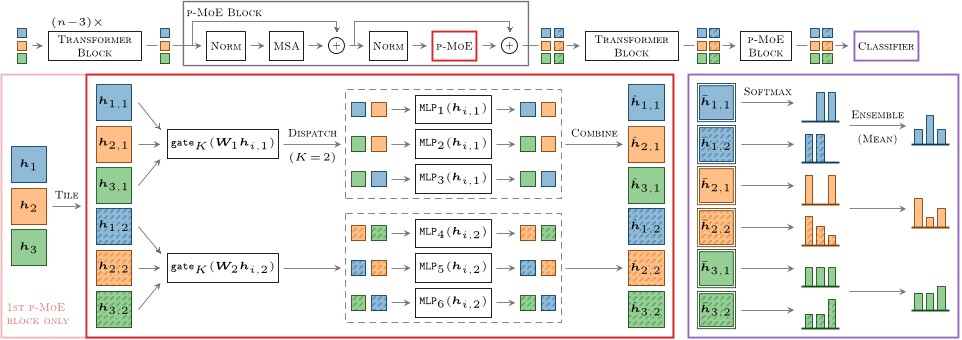 (n−3)×
TRANSFORMER
BLOCK
P-MOE BLOCK
NORM
MSA
+
NORM
P-MOE
+
TRANSFORMER
BLOCK
P-MOE
BLOCK
CLASSIFIER
h1
h2
h3
TILE
1ST P-MOE
BLOCK ONLY
h1,1
h2,1
h3,1
h1,2
h2,2
h3,2
gateK(W1hi,1)
gateK(W2hi,2)
DISPATCH
(K=2)
MLP1(hi,1)
MLP2(hi,1)
MLP3(hi,1)
MLP4(hi,2)
MLP5(hi,2)
MLP6(hi,2)
COMBINE
ĥ1,1
ĥ2,1
ĥ3,1
ĥ1,2
ĥ2,2
ĥ3,2
h̄1,1
h̄1,2
h̄2,1
h̄2,2
h̄3,1
h̄3,2
SOFTMAX
ENSEMBLE
(MEAN)